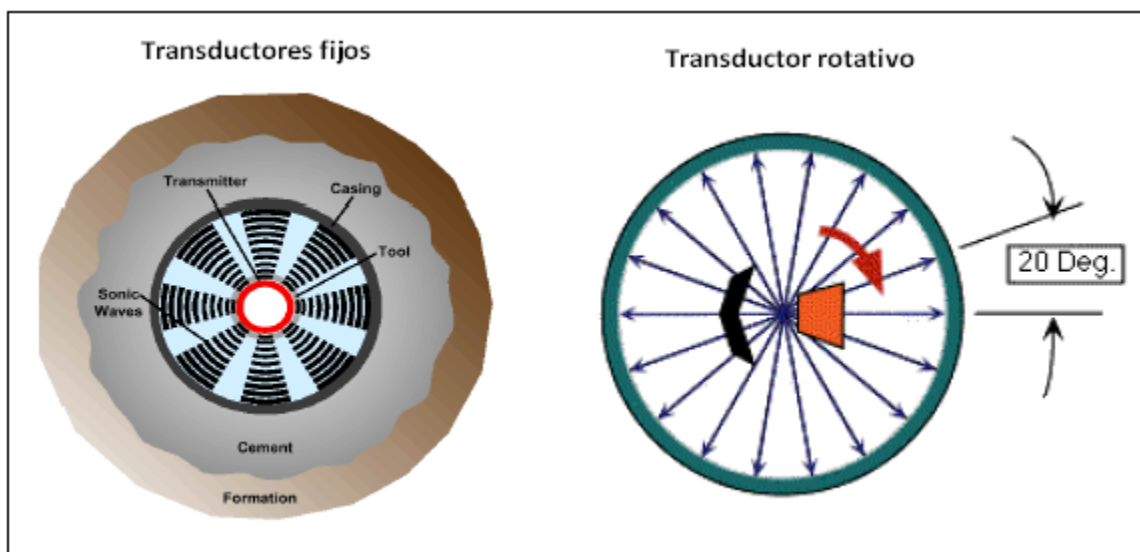 Transductores fijos
Transductor rotativo
Transmitter
Casing
Tool
Sonic
Waves
20 Deg.
Cement
Formation